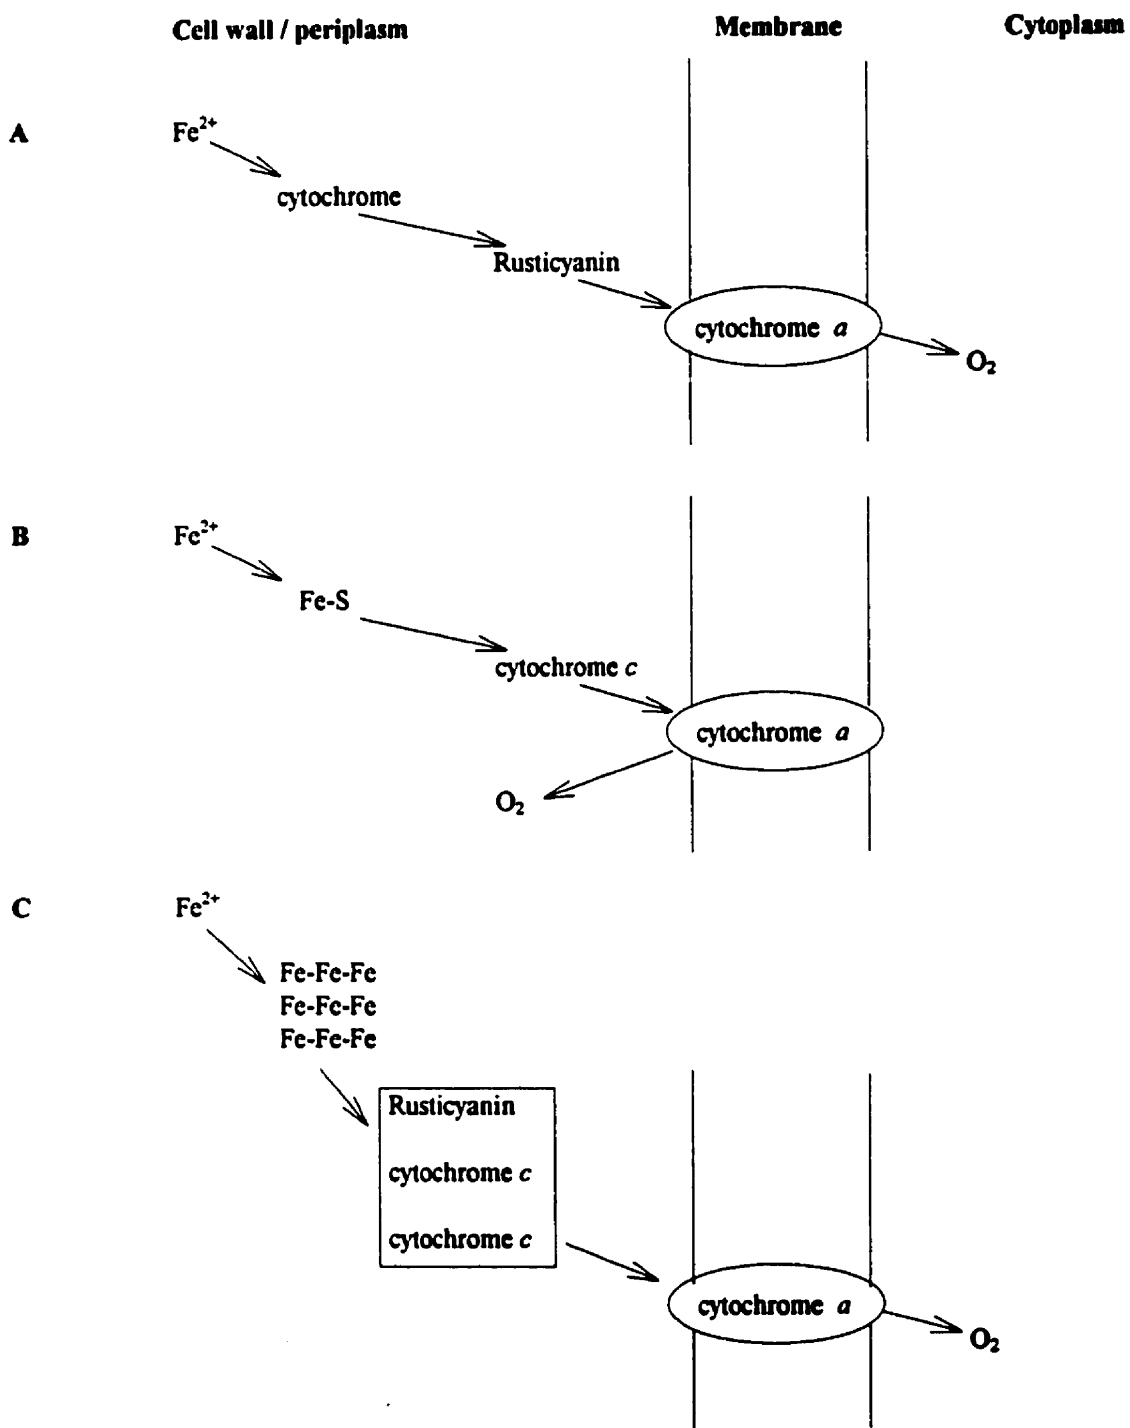 Cell wall / periplasm Membrane Cytoplasm
A
Fe²⁺
cytochrome
Rusticyanin
cytochrome a
O₂
B
Fe²⁺
Fe-S
cytochrome c
cytochrome a
O₂
C
Fe²⁺
Fe-Fe-Fe
Fe-Fe-Fe
Fe-Fe-Fe
Rusticyanin
cytochrome c
cytochrome c
cytochrome a
O₂